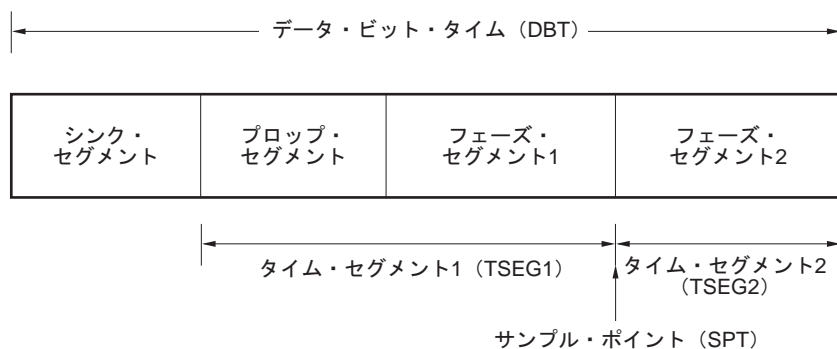 データ・ビット・タイム（DBT）
シンク・
セグメント
プロップ・
セグメント
フェーズ・
セグメント1
フェーズ・
セグメント2
タイム・セグメント1（TSEG1）
タイム・セグメント2
（TSEG2）
サンプル・ポイント（SPT）